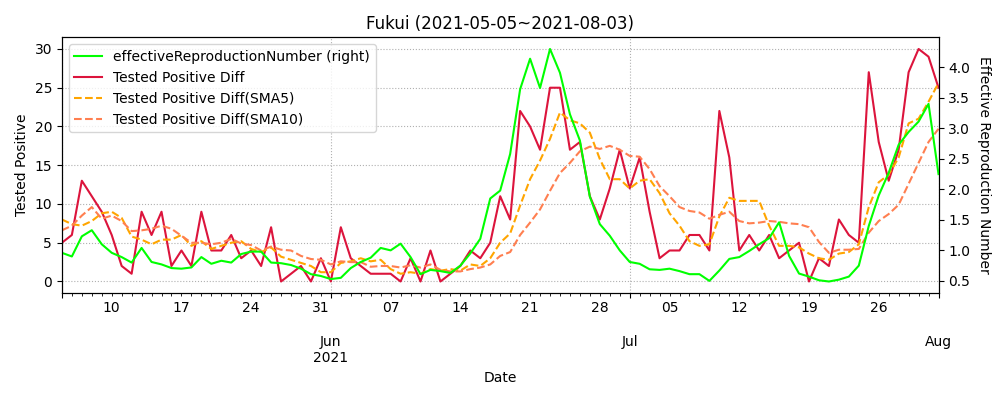 Fukui (2021-05-05~2021-08-03)
effectiveReproductionNumber (right)
Tested Positive Diff
Tested Positive Diff(SMA5)
Tested Positive Diff(SMA10)
Tested Positive
30
25
20
15
10
5
0
4.0
3.5
3.0
2.5
2.0
1.5
1.0
0.5
Effective Reproduction Number
10 17 24 31 07 14 21 28 05 12 19 26
Jun Jul Aug
2021
Date